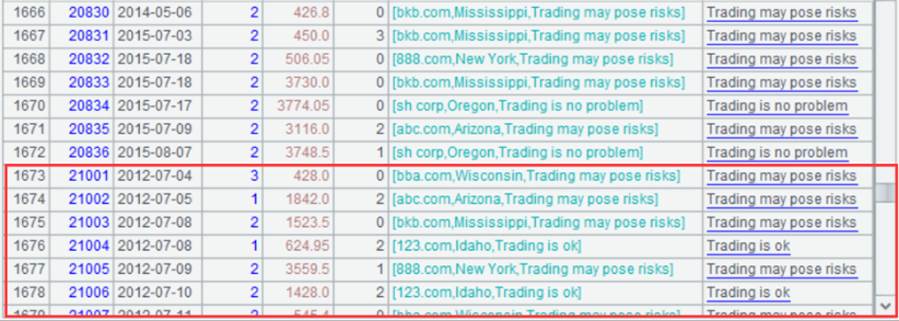 1666 20830 2014-05-06 2 426.8 0 [bkb.com,Mississippi,Trading may pose risks] Trading may pose risks
1667 20831 2015-07-03 2 450.0 3 [bkb.com,Mississippi,Trading may pose risks] Trading may pose risks
1668 20832 2015-07-18 2 506.05 0 [888.com,New York,Trading may pose risks] Trading may pose risks
1669 20833 2015-07-18 2 3730.0 0 [bkb.com,Mississippi,Trading may pose risks] Trading may pose risks
1670 20834 2015-07-17 2 3774.05 0 [sh corp,Oregon,Trading is no problem] Trading is no problem
1671 20835 2015-07-09 2 3116.0 2 [abc.com,Arizona,Trading may pose risks] Trading may pose risks
1672 20836 2015-08-07 2 3748.5 1 [sh corp,Oregon,Trading is no problem] Trading is no problem
1673 21001 2012-07-04 3 428.0 0 [bba.com,Wisconsin,Trading may pose risks] Trading may pose risks
1674 21002 2012-07-05 1 1842.0 2 [abc.com,Arizona,Trading may pose risks] Trading may pose risks
1675 21003 2012-07-08 2 1523.5 0 [bkb.com,Mississippi,Trading may pose risks] Trading may pose risks
1676 21004 2012-07-08 1 624.95 2 [123.com,Idaho,Trading is ok] Trading is ok
1677 21005 2012-07-09 2 3559.5 1 [888.com,New York,Trading may pose risks] Trading may pose risks
1678 21006 2012-07-10 2 1428.0 2 [123.com,Idaho,Trading is ok] Trading is ok